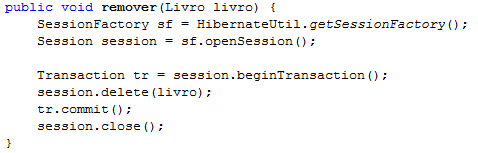 public void remover(Livro livro) {
    SessionFactory sf = HibernateUtil.getSessionFactory();
    Session session = sf.openSession();

    Transaction tr = session.beginTransaction();
    session.delete(livro);
    tr.commit();
    session.close();
}